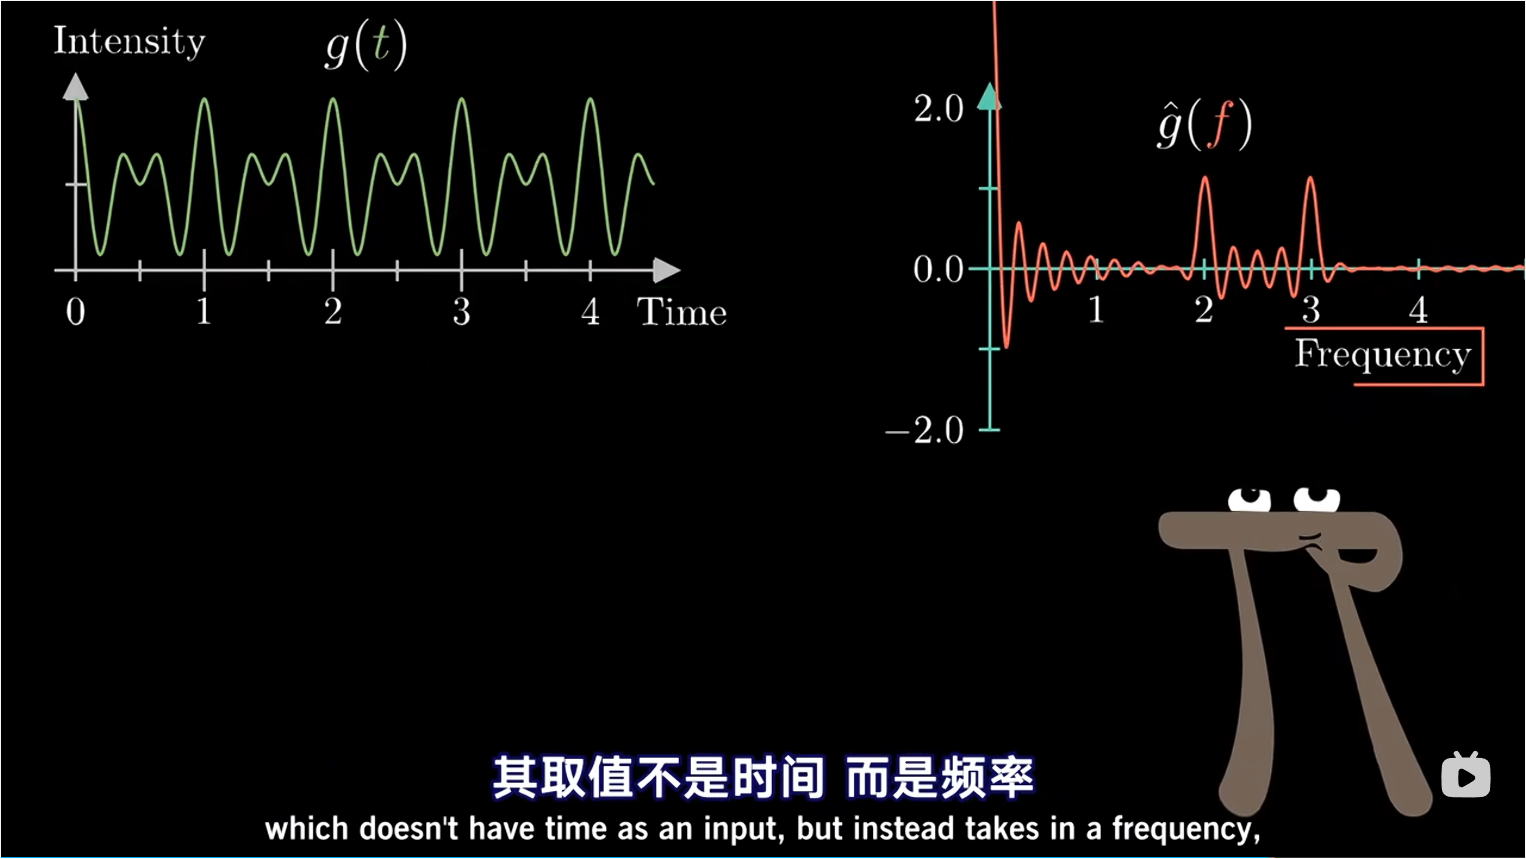 Intensity
g(t)
0 1 2 3 4 Time
2.0
ĝ(f)
0.0
1 2 3 4
Frequency
−2.0
其取值不是时间 而是频率
which doesn't have time as an input, but instead takes in a frequency,